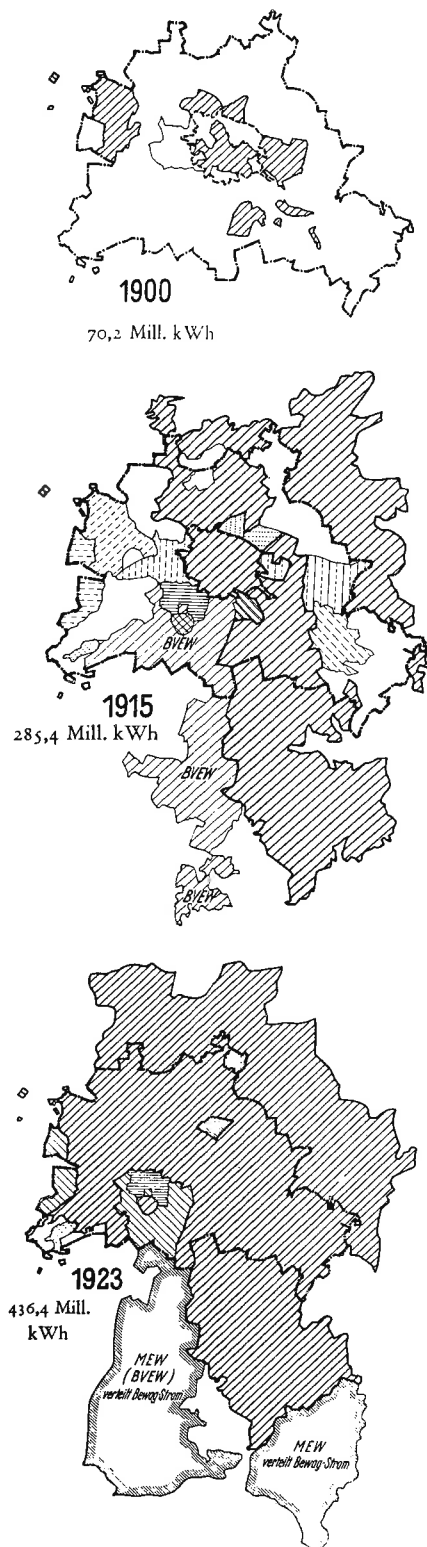 1900
70,2 Mill. kWh
BVEW
1915
285,4 Mill. kWh
BVEW
BVEW
1923
436,4 Mill.
kWh
MEW
(BVEW)
verteilt Bewag-Strom
MEW
verteilt Bewag-Strom